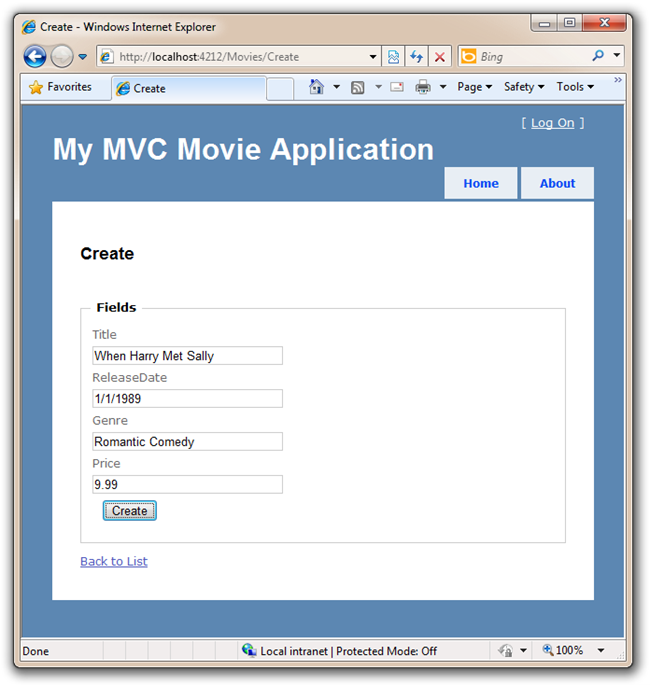 Create - Windows Internet Explorer
http://localhost:4212/Movies/Create
Bing
Favorites
Create
Page
Safety
Tools
»
[ Log On ]
My MVC Movie Application
Home
About
Create
Fields
Title
When Harry Met Sally
ReleaseDate
1/1/1989
Genre
Romantic Comedy
Price
9.99
Create
Back to List
Done
Local intranet | Protected Mode: Off
100%